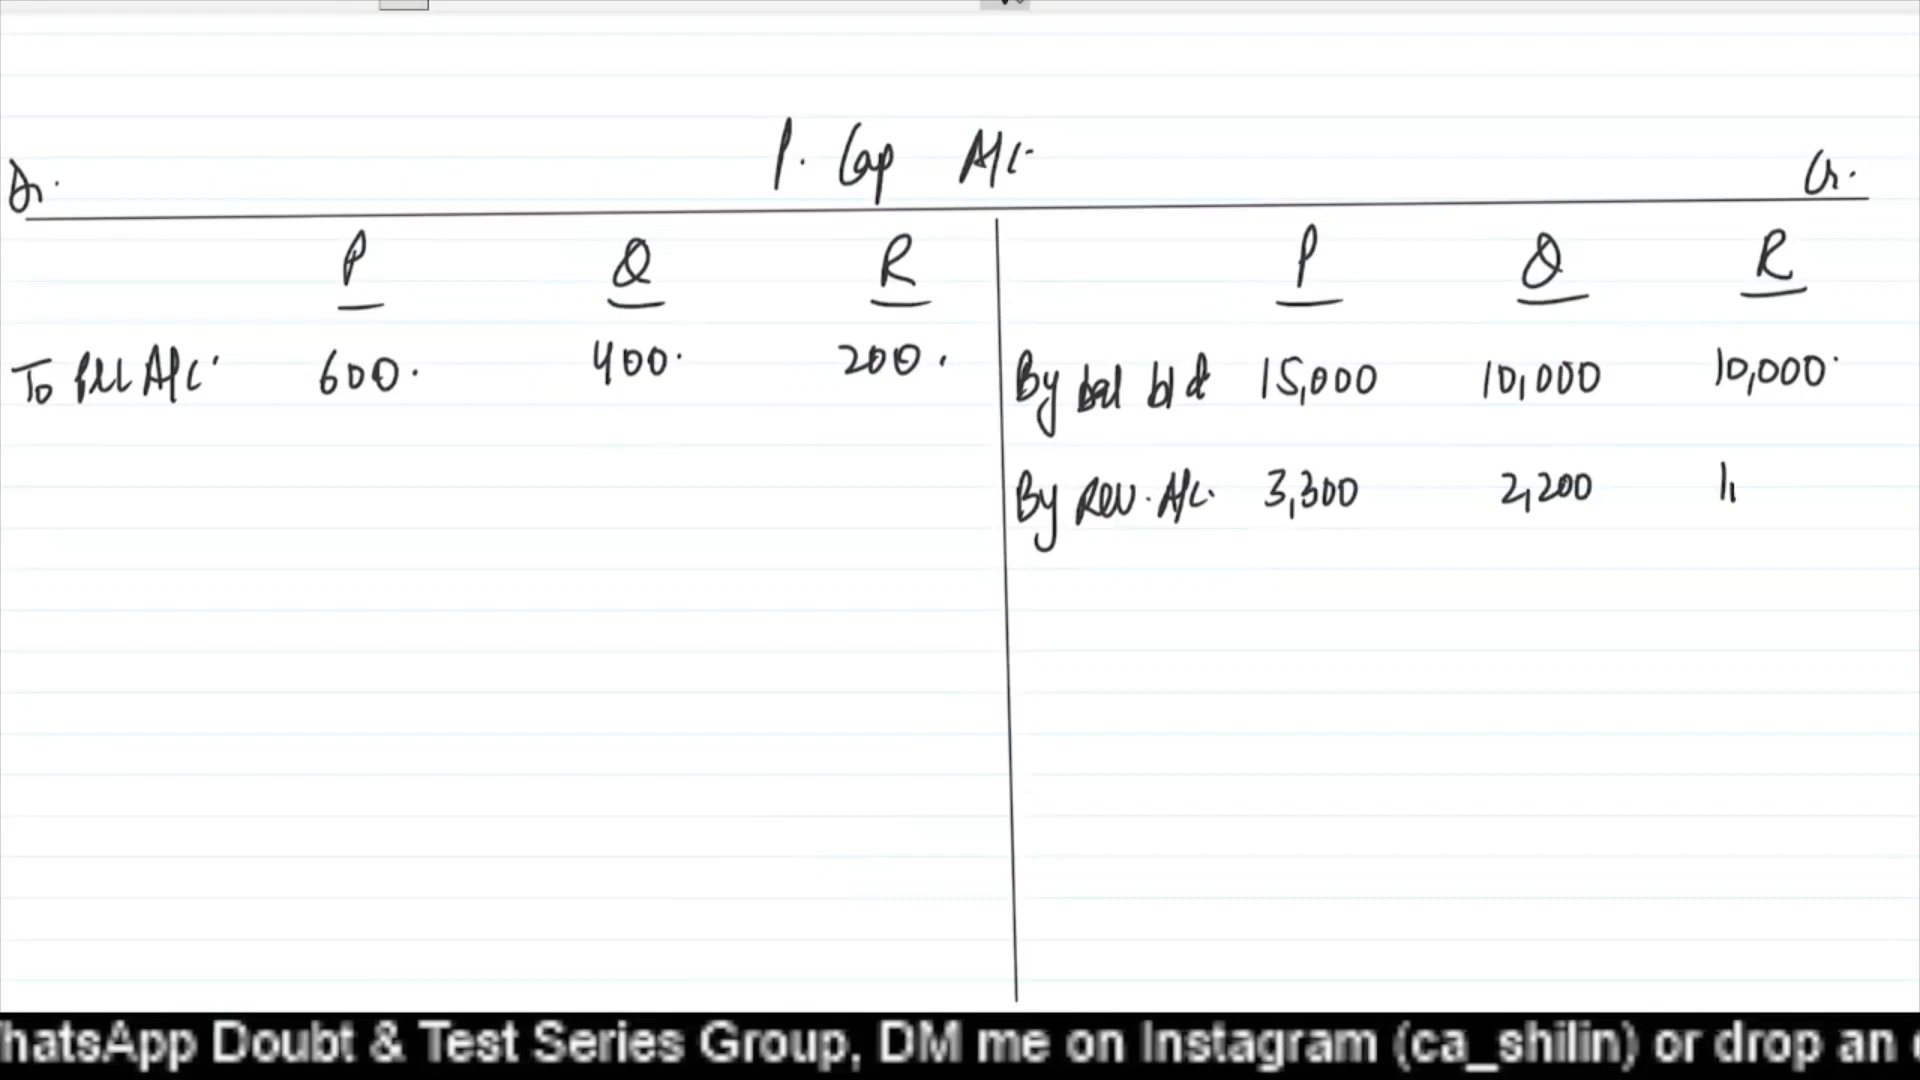 P. Cap A/c.
Dr. Cr.
P Q R P Q R
To P&L A/c. 600. 400. 200. By bal b/d 15,000 10,000 10,000.
By Rev. A/c. 3,300 2,200 1,
hatsApp Doubt & Test Series Group, DM me on Instagram (ca_shilin) or drop an